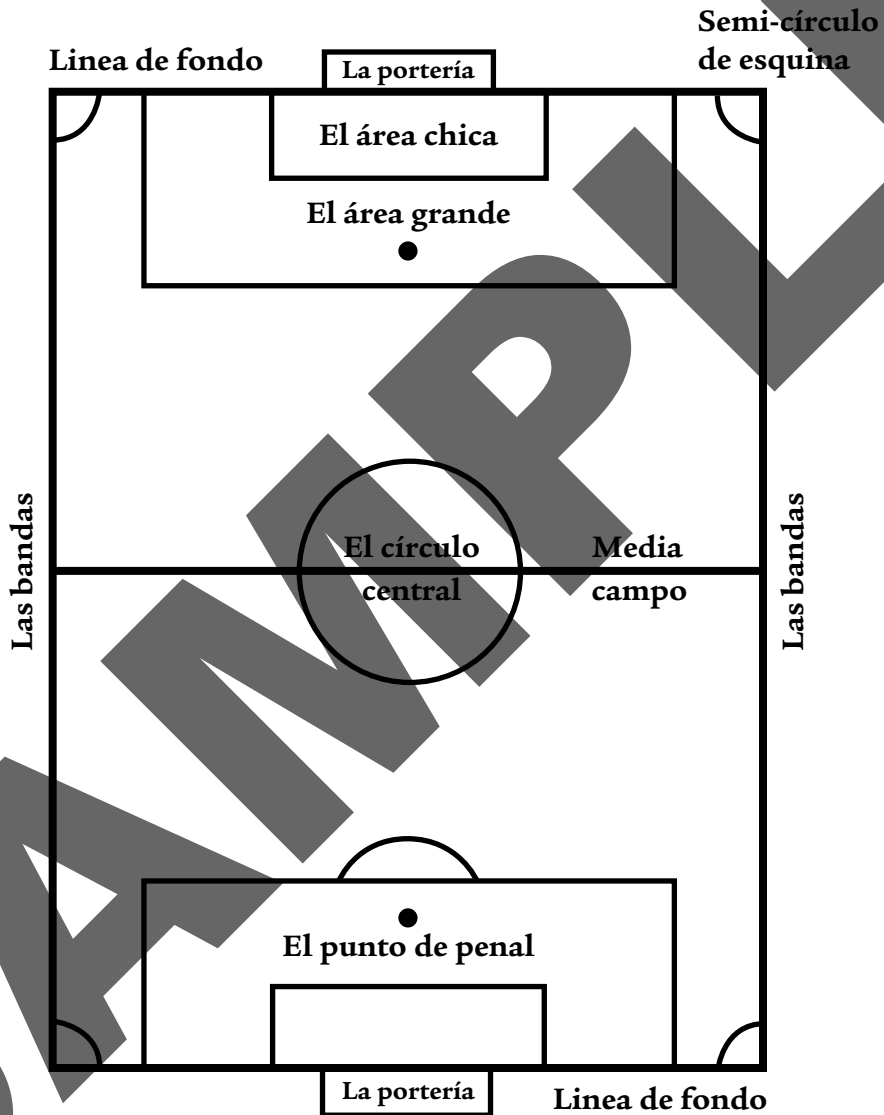 Semi-círculo
de esquina
Linea de fondo
La portería
El área chica
El área grande
Las bandas
El círculo
central
Media
campo
Las bandas
El punto de penal
La portería
Linea de fondo